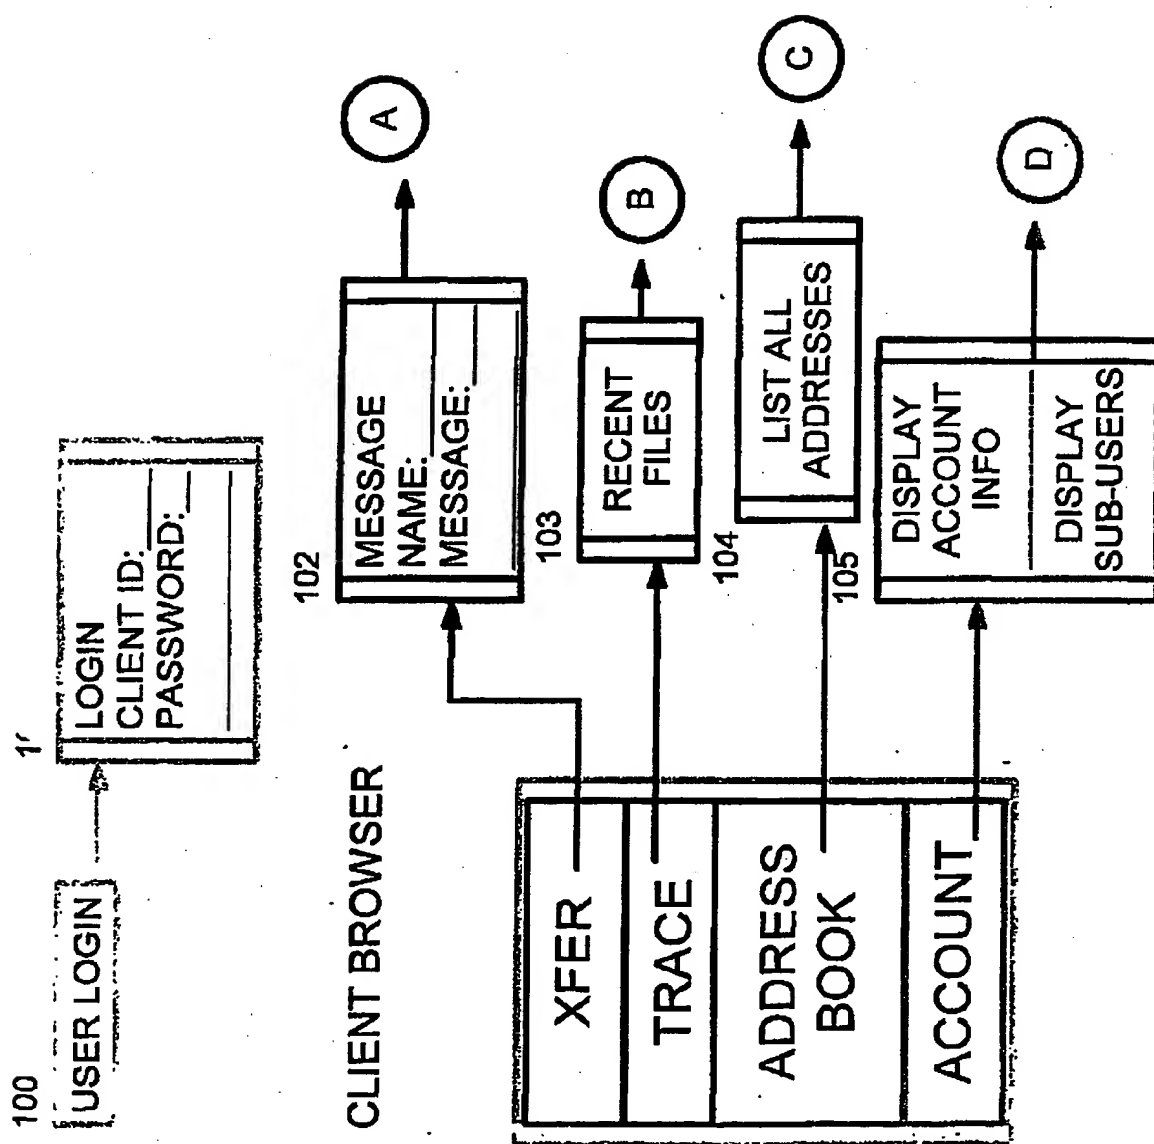 100
USER LOGIN
LOGIN
CLIENT ID:
PASSWORD:
CLIENT BROWSER
XFER
TRACE
ADDRESS
BOOK
ACCOUNT
102
MESSAGE
NAME:
MESSAGE:
A
103
RECENT
FILES
B
104
LIST ALL
ADDRESSES
C
105
DISPLAY
ACCOUNT
INFO
DISPLAY
SUB-USERS
D